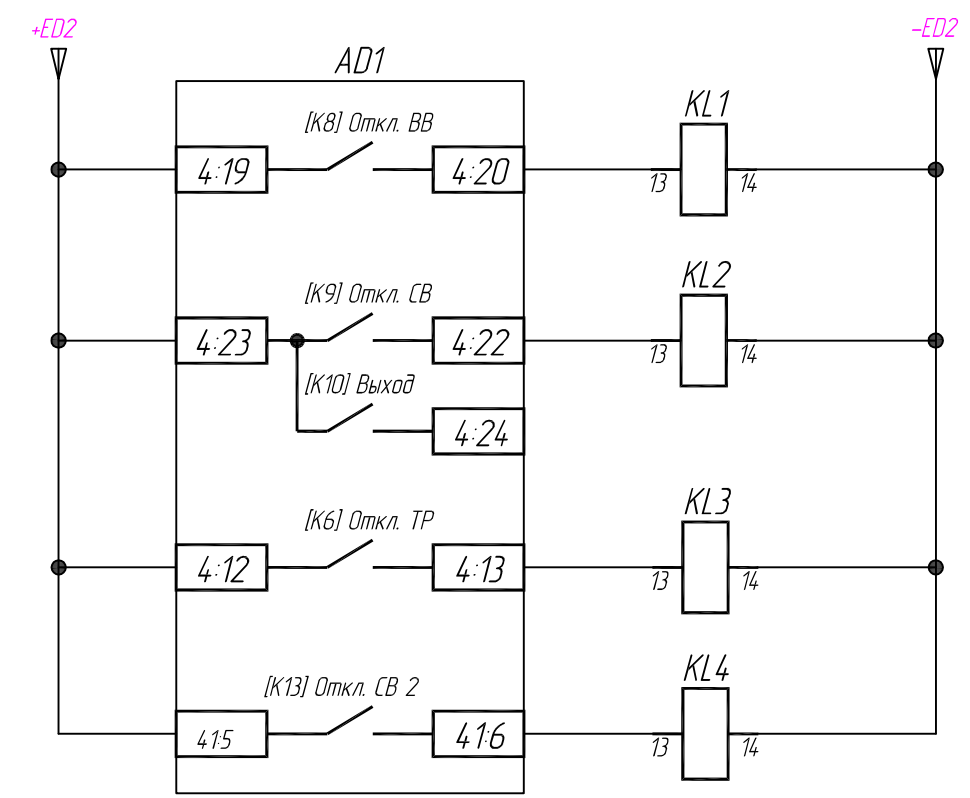 +ED2
-ED2
AD1
[K8] Откл. ВВ
KL1
4:19
4:20
13
14
[K9] Откл. СВ
KL2
4:23
4:22
13
14
[K10] Выход
4:24
[K6] Откл. ТР
KL3
4:12
4:13
13
14
[K13] Откл. СВ 2
KL4
41:5
41:6
13
14